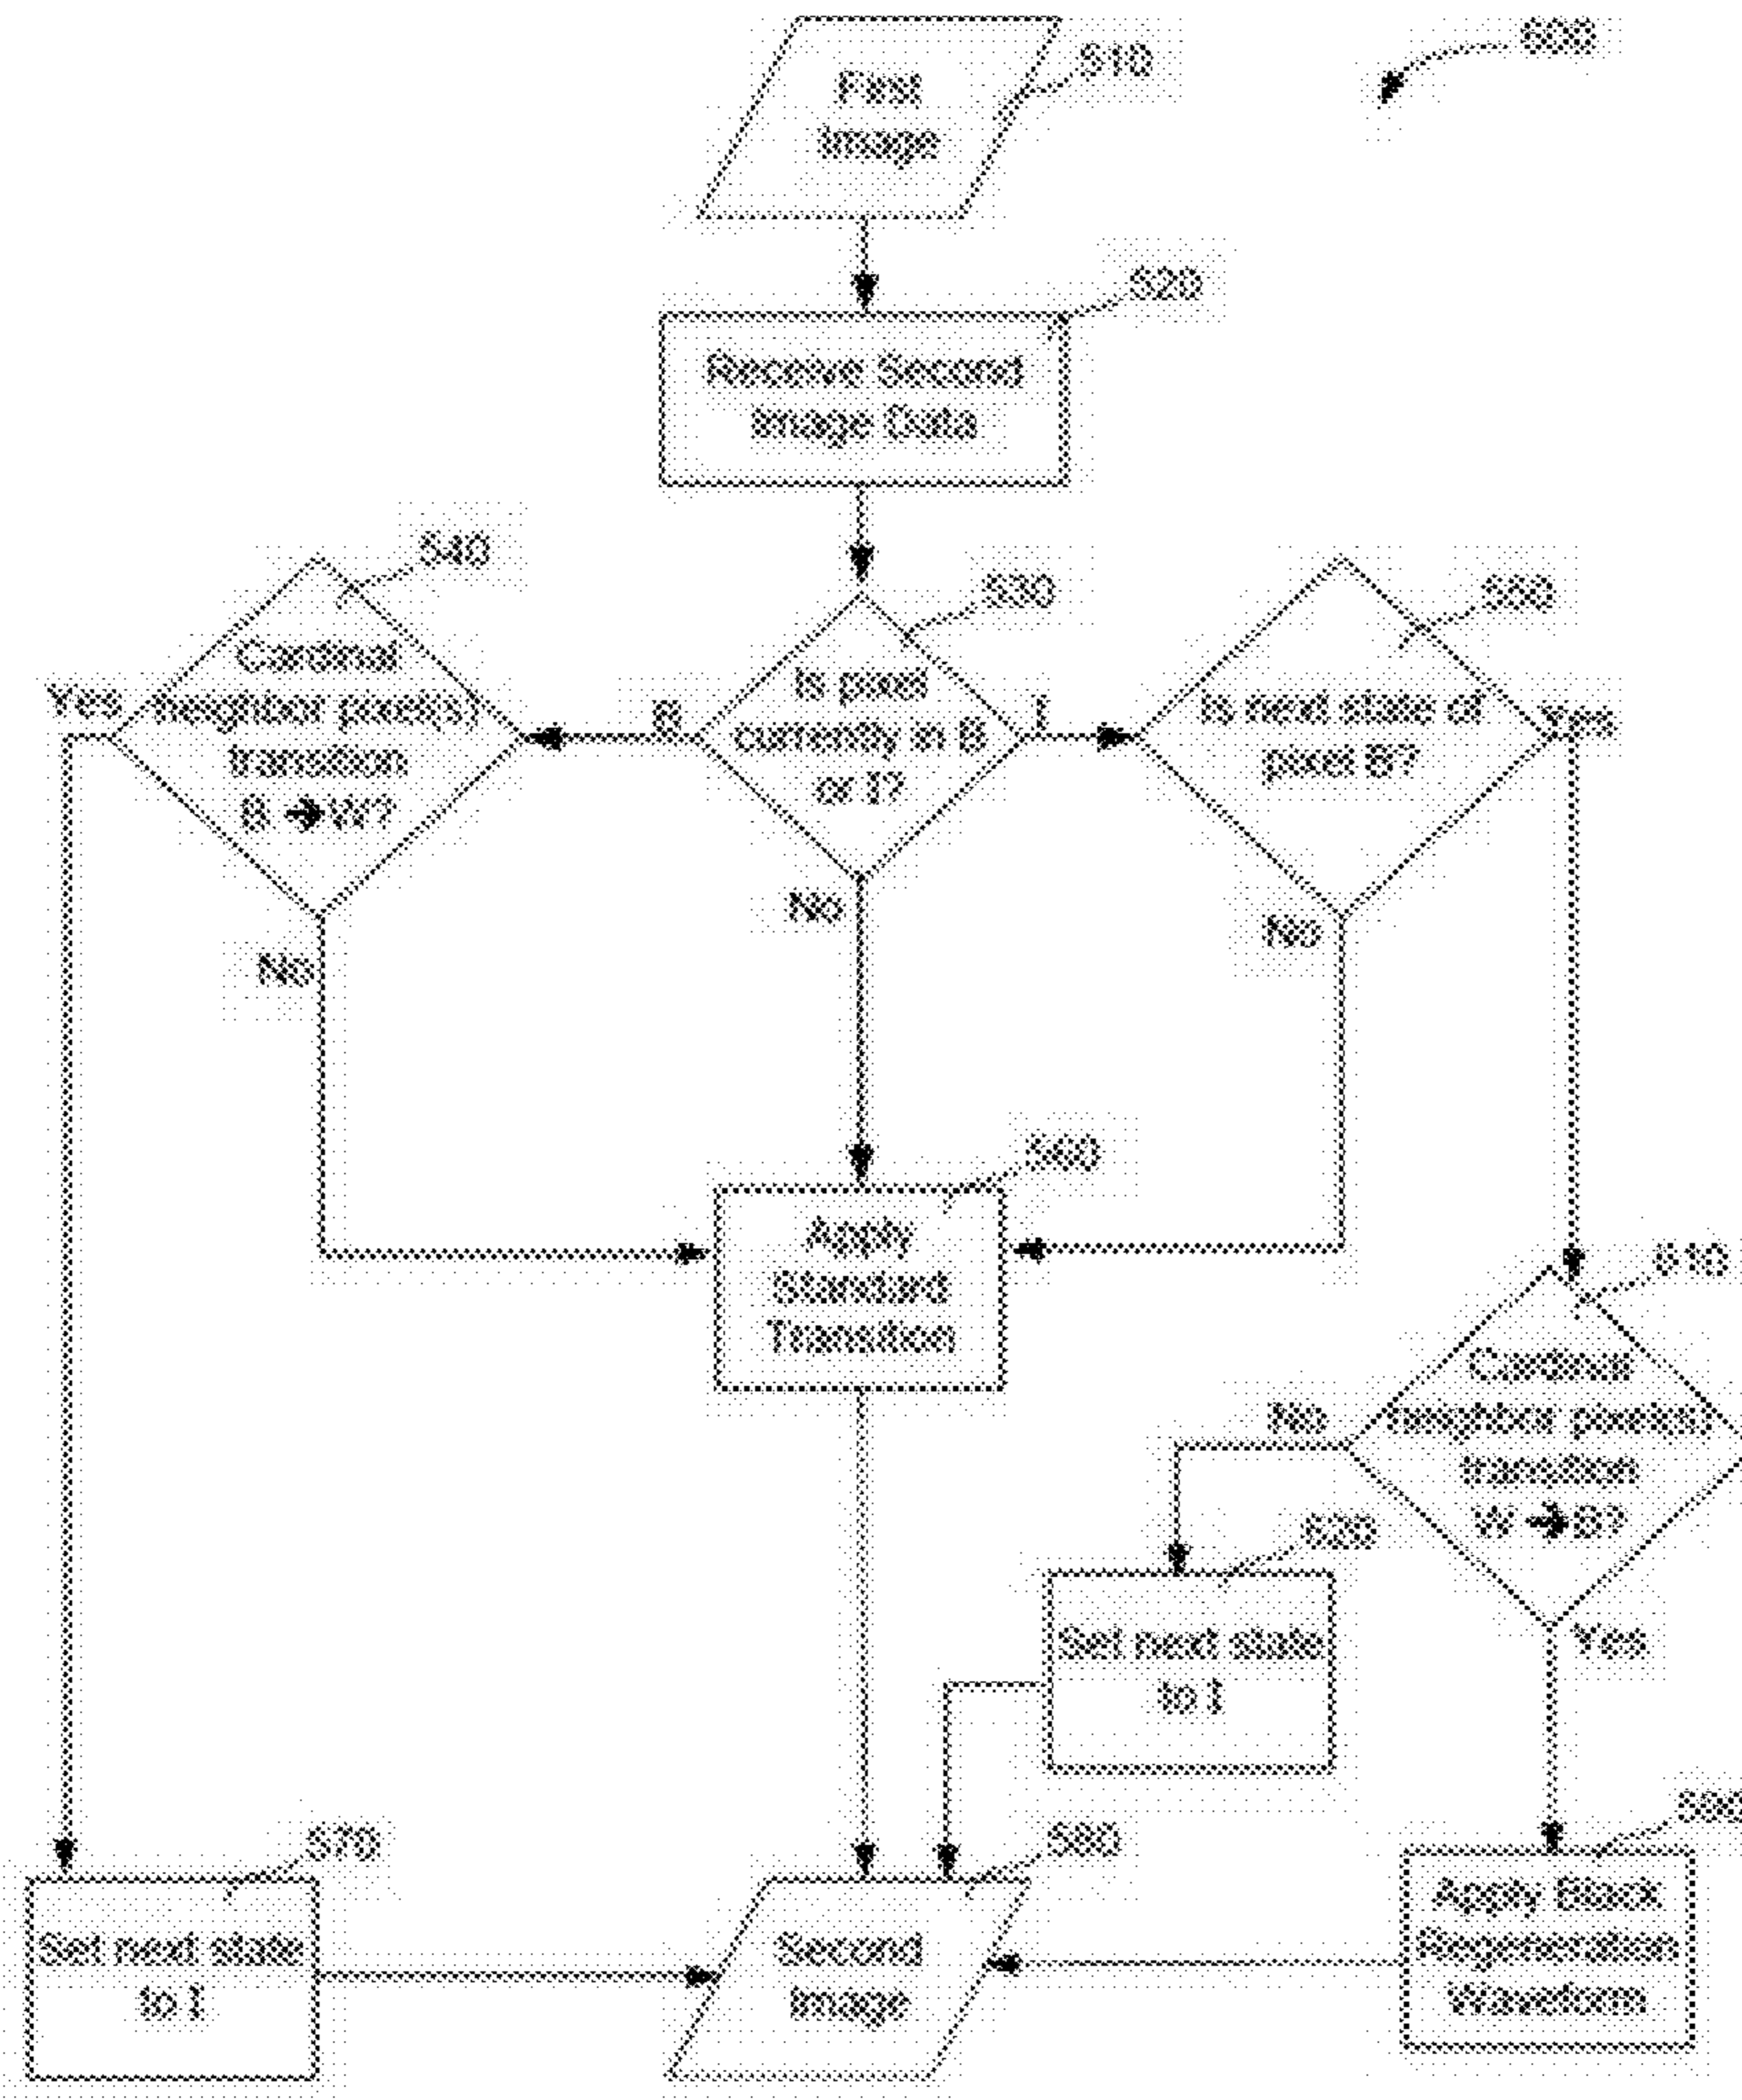 600
First
Image
510
520
Receive Second
Image Data
540
Cardinal
neighbor pixel(s)
transition
B → W?
Yes
No
530
Is pixel
currently in B
or I?
B
I
No
Is next state of
pixel B?
Yes
No
560
Apply
Standard
Transition
610
Cardinal
neighbor pixel(s)
transition
W → B?
No
Yes
620
Set next state
to I
570
Set next state
to I
580
Second
Image
Apply Black
Regeneration
Waveform